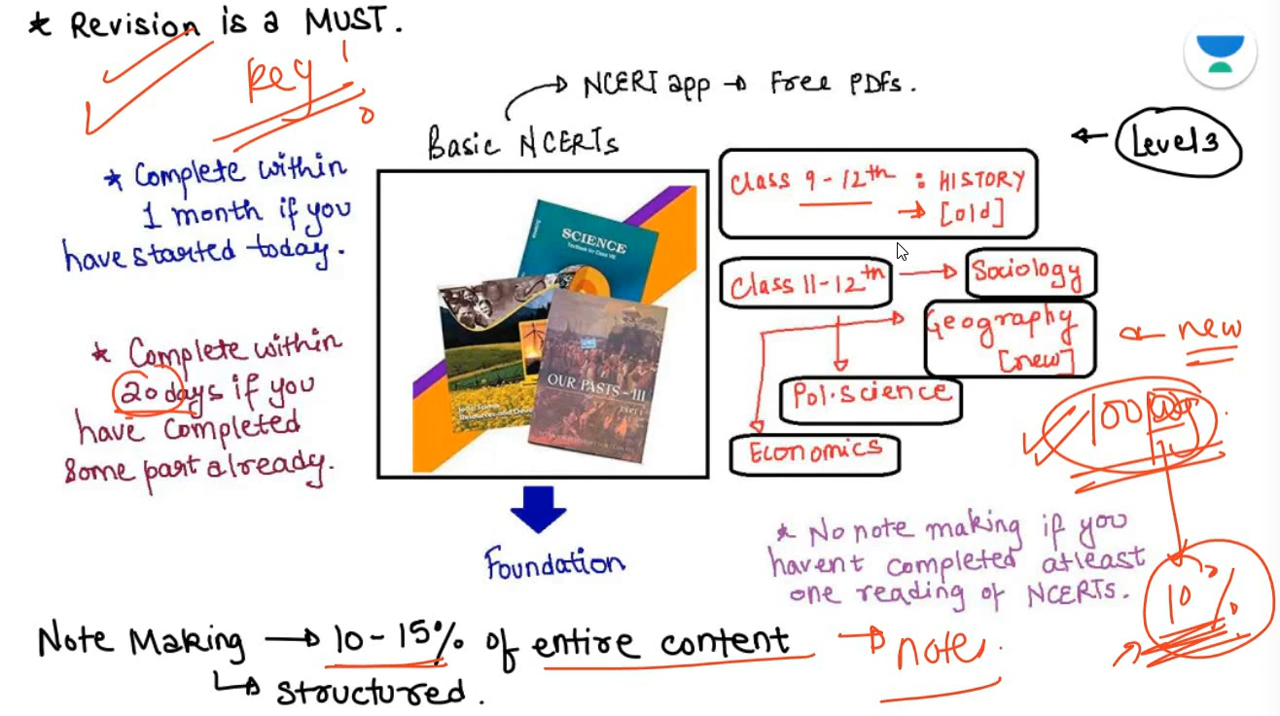 * Revision is a MUST.
Key!
NCERT app → Free PDFs.
Basic NCERTs
← Level 3
* Complete within
1 month if you
have started today.
* Complete within
20 days if you
have completed
some part already.
SCIENCE
OUR PASTS – III
Class 9 - 12th : HISTORY
→ [old]
Class 11 - 12th → Sociology
Geography
[new]
← new
Pol. Science
Economics
100
10%
Foundation
* No note making if you
havent completed atleast
one reading of NCERTs.
Note Making → 10 - 15% of entire content → note.
↳ structured.